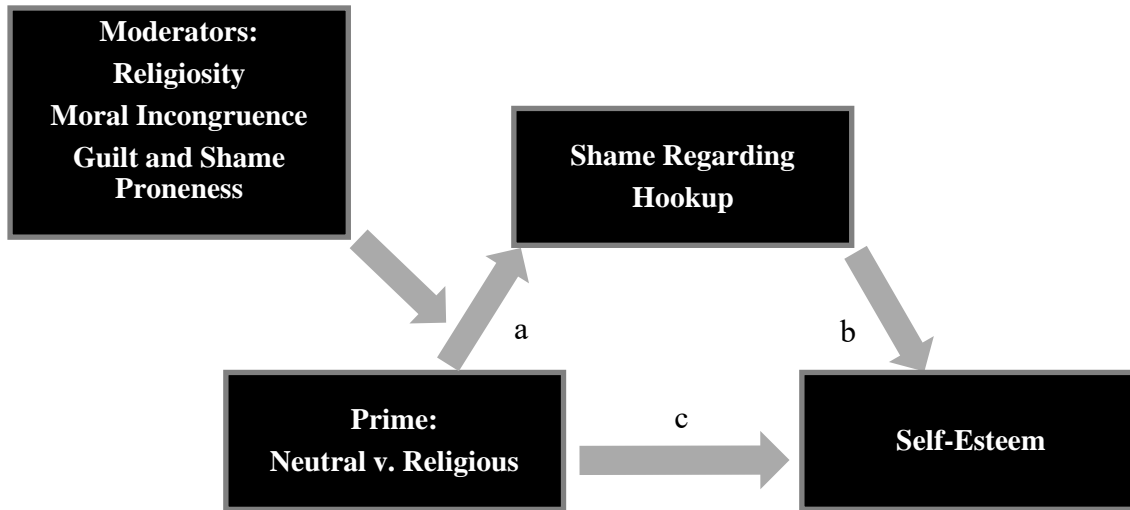 Moderators:
Religiosity
Moral Incongruence
Guilt and Shame
Proneness
Shame Regarding
Hookup
a
b
Prime:
Neutral v. Religious
c
Self-Esteem